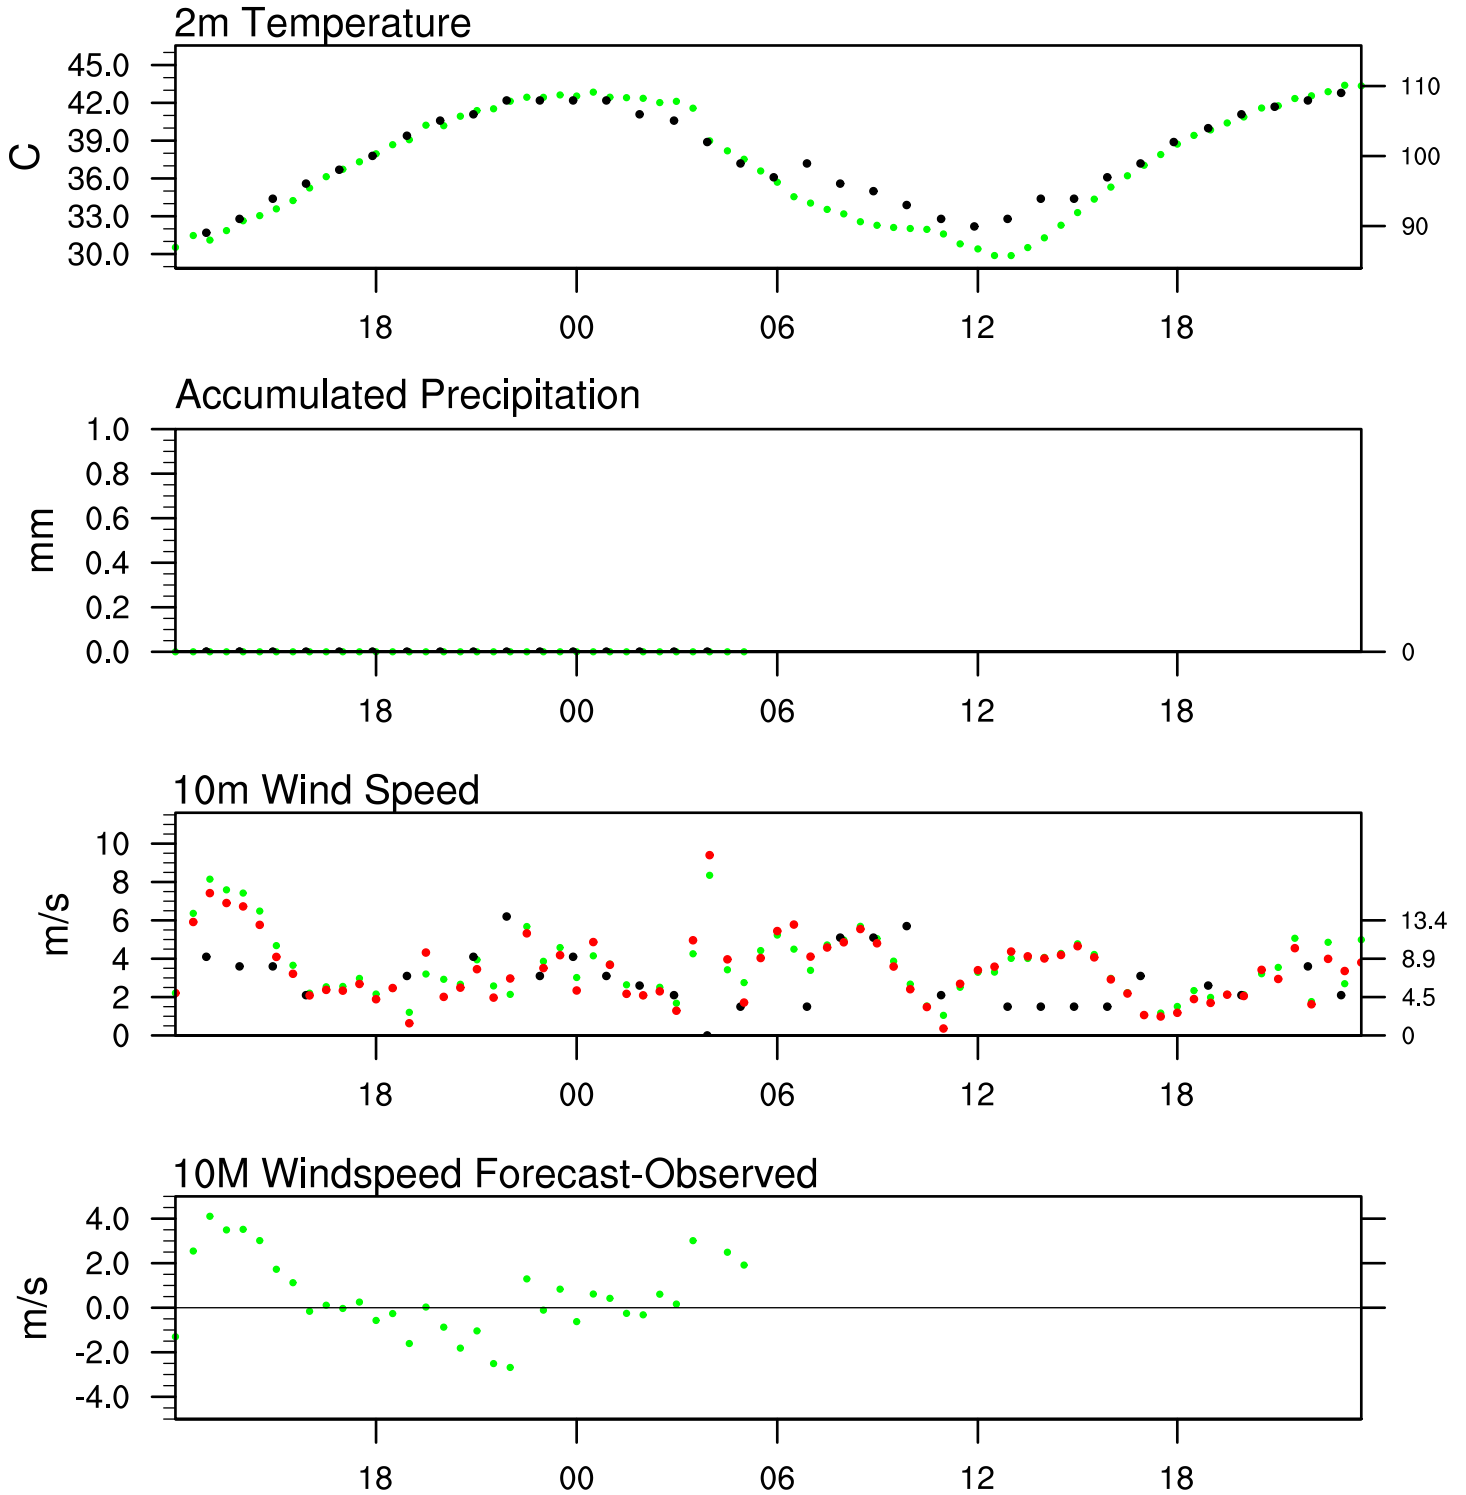 2m Temperature
45.0
42.0
39.0
36.0
33.0
30.0
C
110
100
90
18 00 06 12 18
Accumulated Precipitation
1.0
0.8
0.6
0.4
0.2
0.0
mm
0
18 00 06 12 18
10m Wind Speed
10
8
6
4
2
0
m/s
13.4
8.9
4.5
0
18 00 06 12 18
10M Windspeed Forecast-Observed
4.0
2.0
0.0
-2.0
-4.0
m/s
18 00 06 12 18